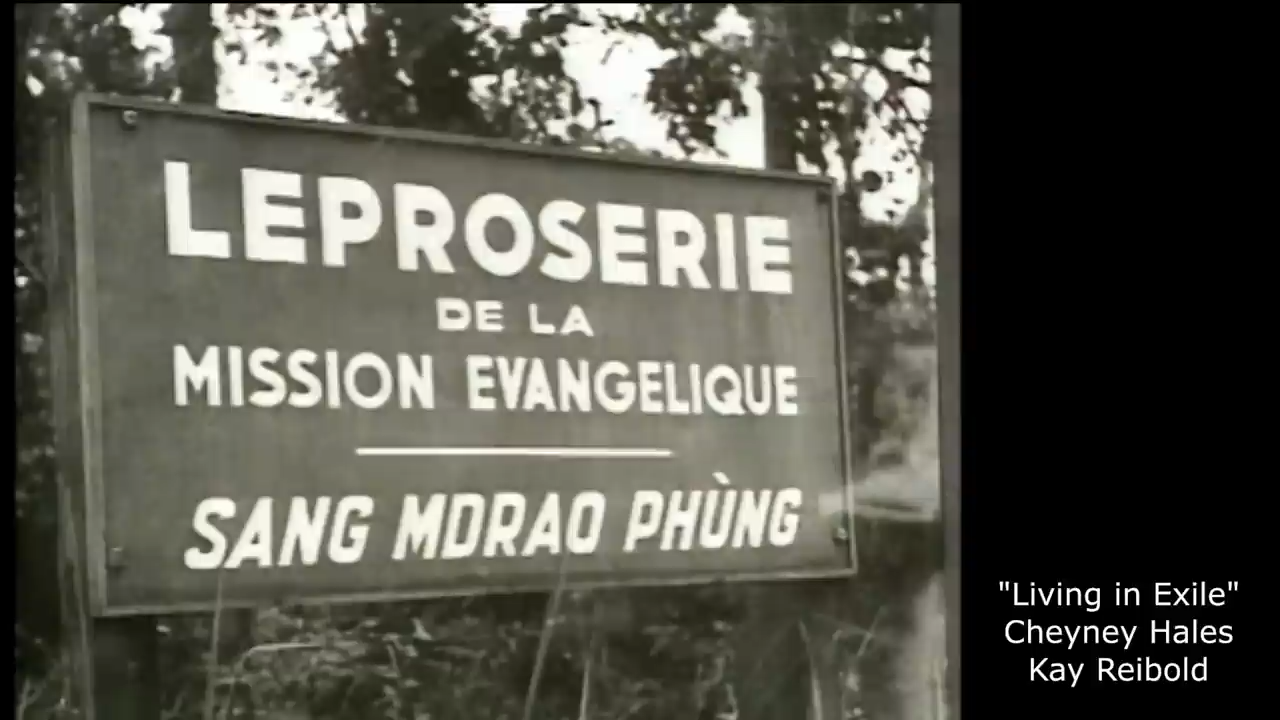 LEPROSERIE
DE LA
MISSION EVANGELIQUE
SANG MDRAO PHÙNG
"Living in Exile"
Cheyney Hales
Kay Reibold